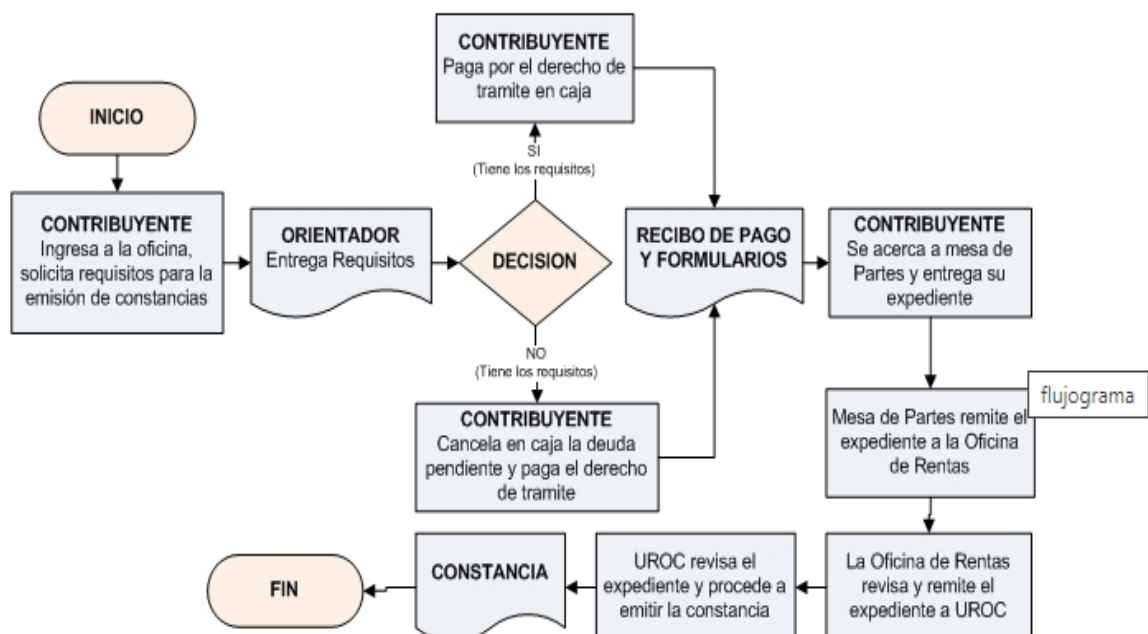 INICIO
CONTRIBUYENTE
Ingresa a la oficina,
solicita requisitos para la
emisión de constancias
ORIENTADOR
Entrega Requisitos
DECISION
SI
(Tiene los requisitos)
CONTRIBUYENTE
Paga por el derecho de
tramite en caja
NO
(Tiene los requisitos)
CONTRIBUYENTE
Cancela en caja la deuda
pendiente y paga el derecho
de tramite
RECIBO DE PAGO
Y FORMULARIOS
CONTRIBUYENTE
Se acerca a mesa de
Partes y entrega su
expediente
flujograma
Mesa de Partes remite el
expediente a la Oficina
de Rentas
La Oficina de Rentas
revisa y remite el
expediente a UROC
UROC revisa el
expediente y procede a
emitir la constancia
CONSTANCIA
FIN